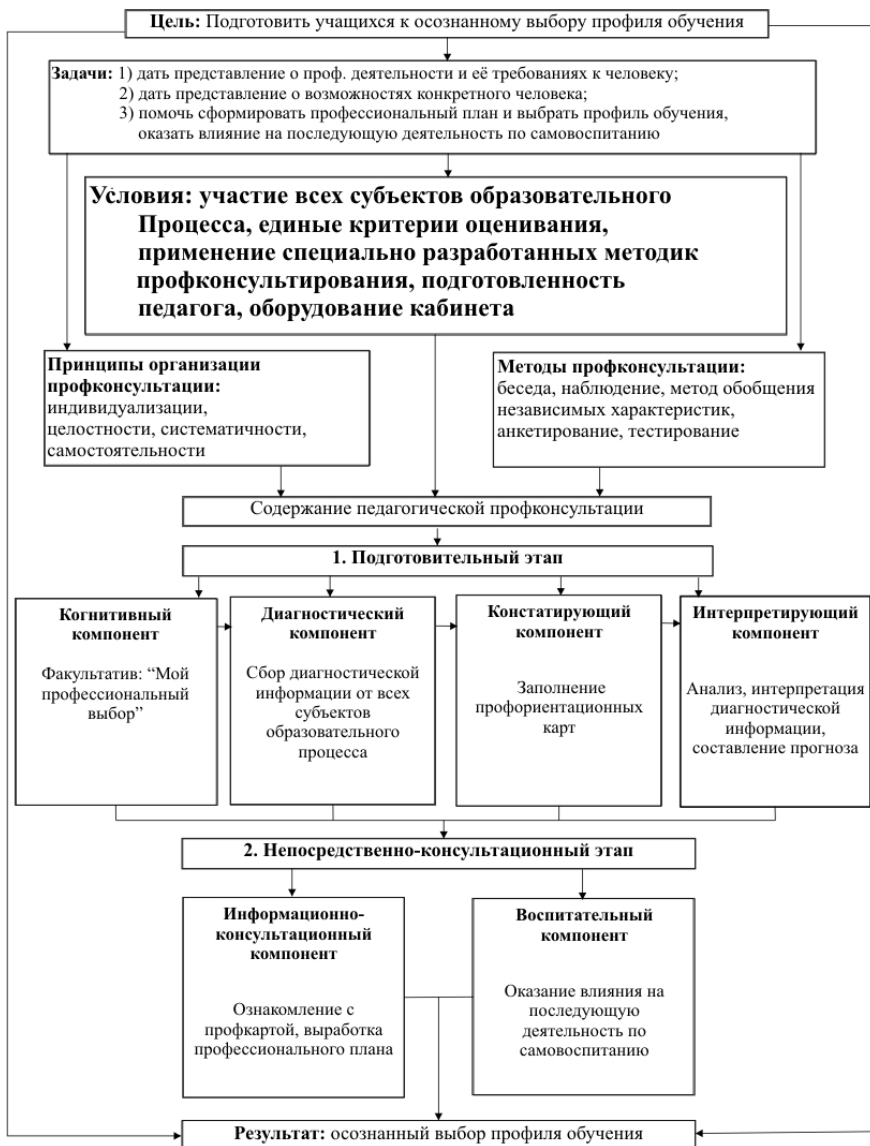 Цель: Подготовить учащихся к осознанному выбору профиля обучения
Задачи: 1) дать представление о проф. деятельности и её требованиях к человеку;
2) дать представление о возможностях конкретного человека;
3) помочь сформировать профессиональный план и выбрать профиль обучения,
оказать влияние на последующую деятельность по самовоспитанию
Условия: участие всех субъектов образовательного
Процесса, единые критерии оценивания,
применение специально разработанных методик
профконсультирования, подготовленность
педагога, оборудование кабинета
Принципы организации
профконсультации:
индивидуализации,
целостности, систематичности,
самостоятельности
Методы профконсультации:
беседа, наблюдение, метод обобщения
независимых характеристик,
анкетирование, тестирование
Содержание педагогической профконсультации
1. Подготовительный этап
Когнитивный
компонент
Факультатив: “Мой
профессиональный
выбор”
Диагностический
компонент
Сбор диагностической
информации от всех
субъектов
образовательного
процесса
Констатирующий
компонент
Заполнение
профориентационных
карт
Интерпретирующий
компонент
Анализ, интерпретация
диагностической
информации,
составление прогноза
2. Непосредственно-консультационный этап
Информационно-
консультационный
компонент
Ознакомление с
профкартой, выработка
профессионального плана
Воспитательный
компонент
Оказание влияния на
последующую
деятельность по
самовоспитанию
Результат: осознанный выбор профиля обучения